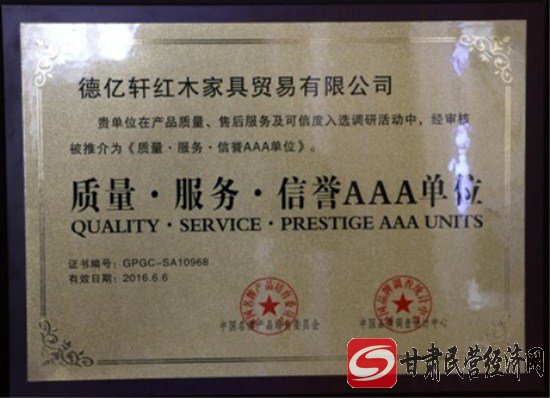 德亿轩红木家具贸易有限公司
贵单位在产品质量、售后服务及可信度入选调研活动中，经审核
被推介为《质量·服务·信誉AAA单位》。
质量·服务·信誉AAA单位
QUALITY·SERVICE·PRESTIGE AAA UNITS
证书编号：GPGC-SA10968
有效日期：2016.6.6
甘肃民营经济网